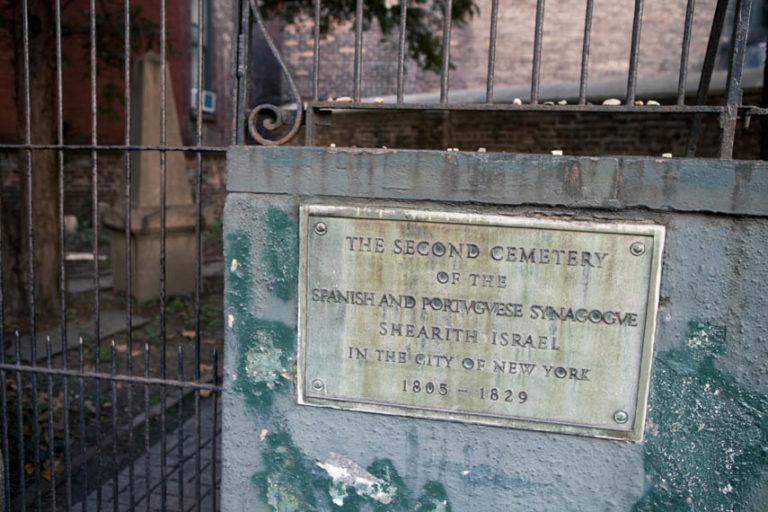 THE SECOND CEMETERY
OF THE
SPANISH AND PORTVGVESE SYNAGOGVE
SHEARITH ISRAEL
IN THE CITY OF NEW YORK
1805 – 1829